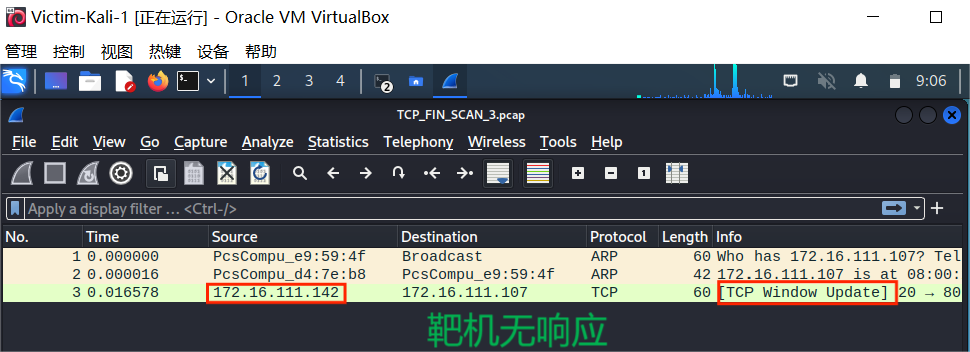 Victim-Kali-1 [正在运行] - Oracle VM VirtualBox
管理 控制 视图 热键 设备 帮助
1 2 3 4 2 9:06
TCP_FIN_SCAN_3.pcap
File Edit View Go Capture Analyze Statistics Telephony Wireless Tools Help
Apply a display filter … <Ctrl-/>
No. Time Source Destination Protocol Length Info
1 0.000000 PcsCompu_e9:59:4f Broadcast ARP 60 Who has 172.16.111.107? Tel
2 0.000016 PcsCompu_d4:7e:b8 PcsCompu_e9:59:4f ARP 42 172.16.111.107 is at 08:00:
3 0.016578 172.16.111.142 172.16.111.107 TCP 60 [TCP Window Update] 20 → 80
靶机无响应